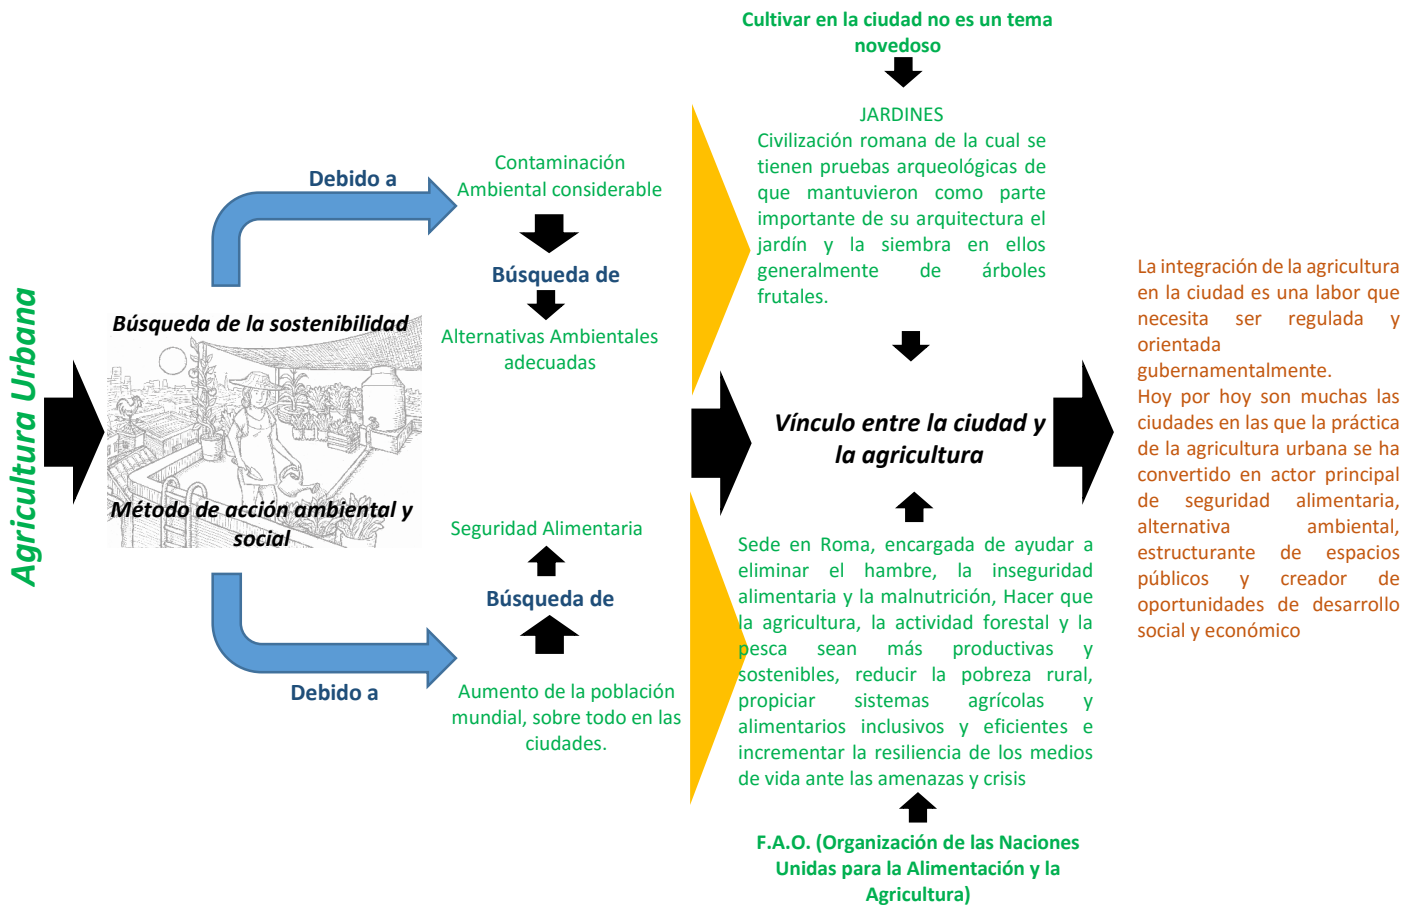 Agricultura Urbana
Búsqueda de la sostenibilidad
Método de acción ambiental y
social
Debido a
Contaminación
Ambiental considerable
Búsqueda de
Alternativas Ambientales
adecuadas
Seguridad Alimentaria
Búsqueda de
Debido a
Aumento de la población
mundial, sobre todo en las
ciudades.
Cultivar en la ciudad no es un tema
novedoso
JARDINES
Civilización romana de la cual se
tienen pruebas arqueológicas de
que mantuvieron como parte
importante de su arquitectura el
jardín y la siembra en ellos
generalmente de árboles
frutales.
Vínculo entre la ciudad y
la agricultura
Sede en Roma, encargada de ayudar a
eliminar el hambre, la inseguridad
alimentaria y la malnutrición, Hacer que
la agricultura, la actividad forestal y la
pesca sean más productivas y
sostenibles, reducir la pobreza rural,
propiciar sistemas agrícolas y
alimentarios inclusivos y eficientes e
incrementar la resiliencia de los medios
de vida ante las amenazas y crisis
F.A.O. (Organización de las Naciones
Unidas para la Alimentación y la
Agricultura)
La integración de la agricultura
en la ciudad es una labor que
necesita ser regulada y
orientada
gubernamentalmente.
Hoy por hoy son muchas las
ciudades en las que la práctica
de la agricultura urbana se ha
convertido en actor principal
de seguridad alimentaria,
alternativa ambiental,
estructurante de espacios
públicos y creador de
oportunidades de desarrollo
social y económico